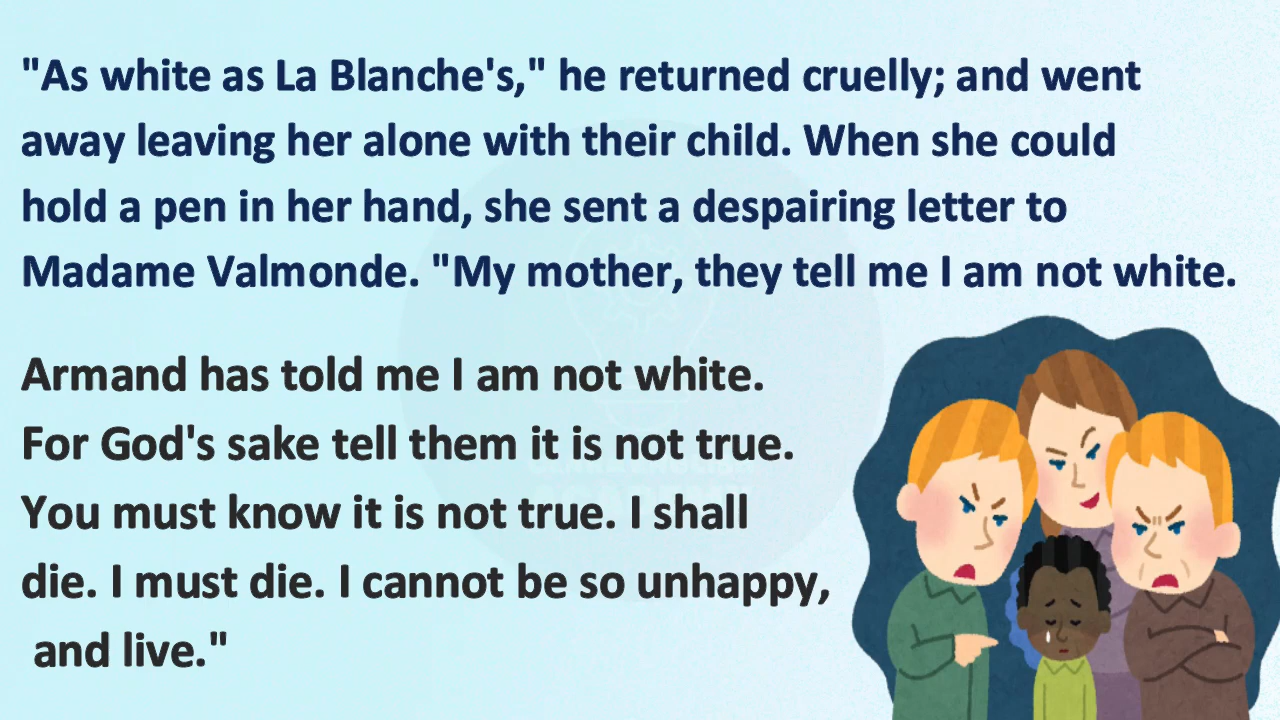 "As white as La Blanche's," he returned cruelly; and went
away leaving her alone with their child. When she could
hold a pen in her hand, she sent a despairing letter to
Madame Valmonde. "My mother, they tell me I am not white.
Armand has told me I am not white.
For God's sake tell them it is not true.
You must know it is not true. I shall
die. I must die. I cannot be so unhappy,
and live."